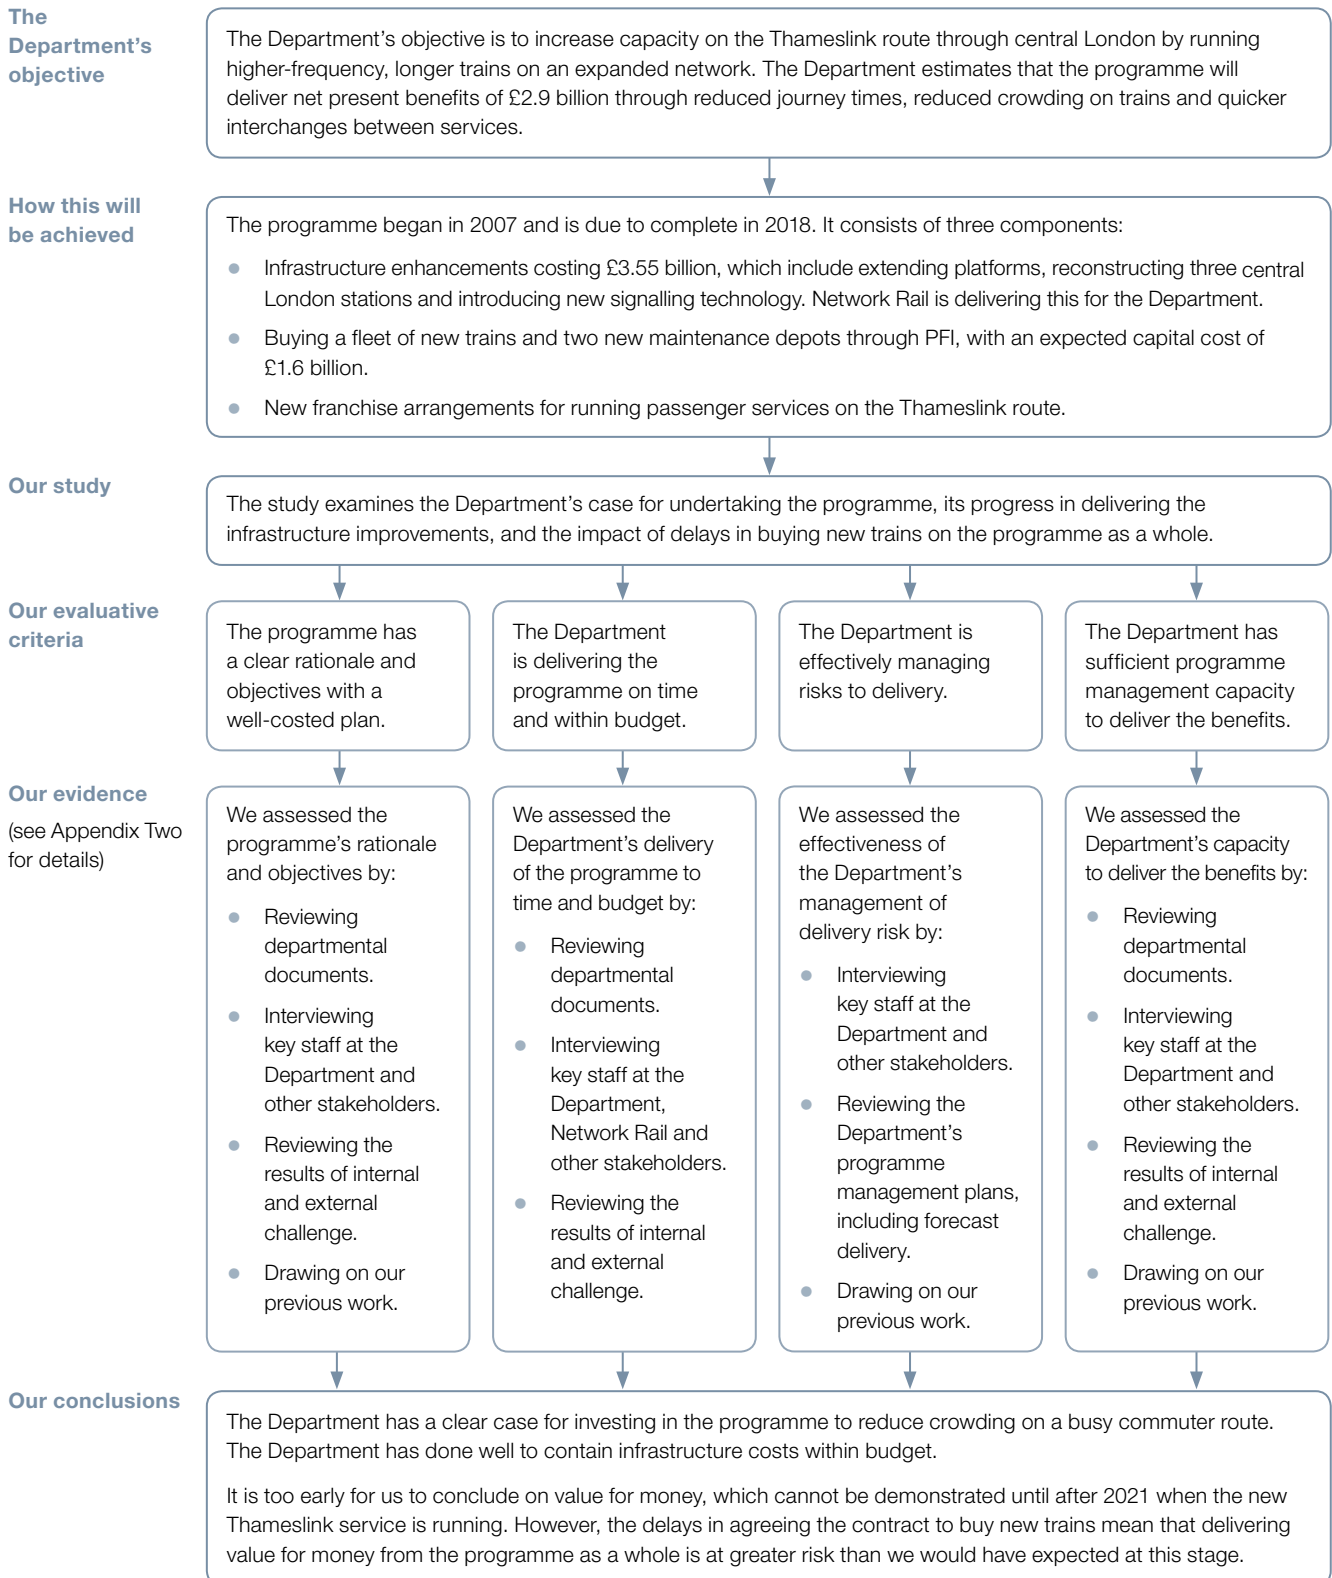 The
Department's
objective
The Department's objective is to increase capacity on the Thameslink route through central London by running
higher-frequency, longer trains on an expanded network. The Department estimates that the programme will
deliver net present benefits of £2.9 billion through reduced journey times, reduced crowding on trains and quicker
interchanges between services.
How this will
be achieved
The programme began in 2007 and is due to complete in 2018. It consists of three components:
● Infrastructure enhancements costing £3.55 billion, which include extending platforms, reconstructing three central
London stations and introducing new signalling technology. Network Rail is delivering this for the Department.
● Buying a fleet of new trains and two new maintenance depots through PFI, with an expected capital cost of
£1.6 billion.
● New franchise arrangements for running passenger services on the Thameslink route.
Our study
The study examines the Department's case for undertaking the programme, its progress in delivering the
infrastructure improvements, and the impact of delays in buying new trains on the programme as a whole.
Our evaluative
criteria
The programme has
a clear rationale and
objectives with a
well-costed plan.
The Department
is delivering the
programme on time
and within budget.
The Department is
effectively managing
risks to delivery.
The Department has
sufficient programme
management capacity
to deliver the benefits.
Our evidence
(see Appendix Two
for details)
We assessed the
programme's rationale
and objectives by:
● Reviewing
departmental
documents.
● Interviewing
key staff at the
Department and
other stakeholders.
● Reviewing the
results of internal
and external
challenge.
● Drawing on our
previous work.
We assessed the
Department's delivery
of the programme to
time and budget by:
● Reviewing
departmental
documents.
● Interviewing
key staff at the
Department,
Network Rail and
other stakeholders.
● Reviewing the
results of internal
and external
challenge.
We assessed the
effectiveness of
the Department's
management of
delivery risk by:
● Interviewing
key staff at the
Department and
other stakeholders.
● Reviewing the
Department's
programme
management plans,
including forecast
delivery.
● Drawing on our
previous work.
We assessed the
Department's capacity
to deliver the benefits by:
● Reviewing
departmental
documents.
● Interviewing
key staff at the
Department and
other stakeholders.
● Reviewing the
results of internal
and external
challenge.
● Drawing on our
previous work.
Our conclusions
The Department has a clear case for investing in the programme to reduce crowding on a busy commuter route.
The Department has done well to contain infrastructure costs within budget.
It is too early for us to conclude on value for money, which cannot be demonstrated until after 2021 when the new
Thameslink service is running. However, the delays in agreeing the contract to buy new trains mean that delivering
value for money from the programme as a whole is at greater risk than we would have expected at this stage.